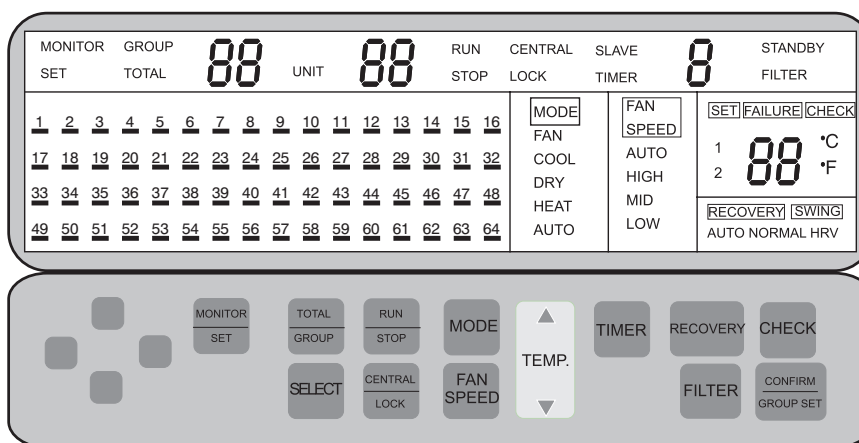 MONITOR GROUP 88 88 RUN CENTRAL SLAVE 8 STANDBY
SET TOTAL UNIT STOP LOCK TIMER FILTER
1 2 3 4 5 6 7 8 9 10 11 12 13 14 15 16
17 18 19 20 21 22 23 24 25 26 27 28 29 30 31 32
33 34 35 36 37 38 39 40 41 42 43 44 45 46 47 48
49 50 51 52 53 54 55 56 57 58 59 60 61 62 63 64
MODE
FAN
COOL
DRY
HEAT
AUTO
FAN
SPEED
AUTO
HIGH
MID
LOW
SET FAILURE CHECK
1 88 °C
2 °F
RECOVERY SWING
AUTO NORMAL HRV
MONITOR
SET
TOTAL
GROUP
RUN
STOP
MODE
TEMP.
TIMER
RECOVERY
CHECK
SELECT
CENTRAL
LOCK
FAN
SPEED
FILTER
CONFIRM
GROUP SET